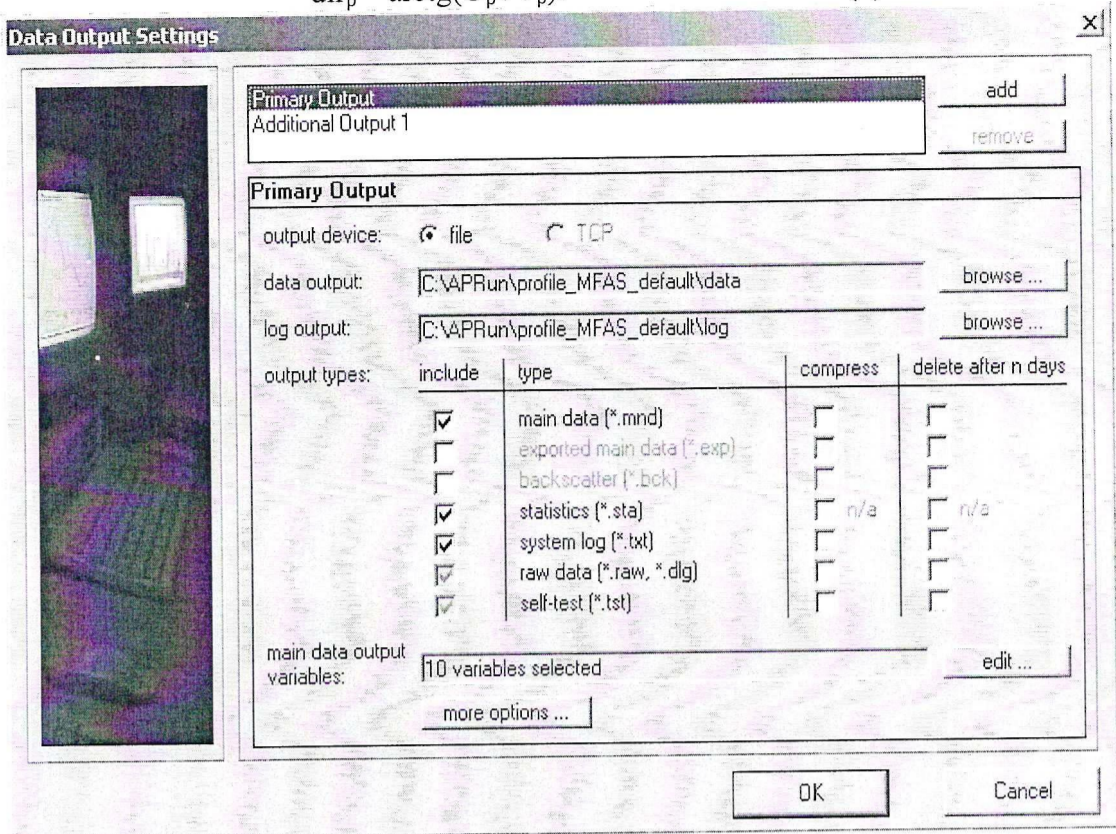 Data Output Settings
Primary Output
Additional Output 1
add
remove
Primary Output
output device: file TCP
data output: C:\APRun\profile_MFAS_default\data browse ...
log output: C:\APRun\profile_MFAS_default\log browse ...
output types: include type compress delete after n days
main data (*.mnd)
exported main data (*.exp)
backscatter (*.bck)
statistics (*.sta) n/a n/a
system log (*.txt)
raw data (*.raw, *.dlg)
self-test (*.tst)
main data output
variables: 10 variables selected edit ...
more options ...
OK Cancel